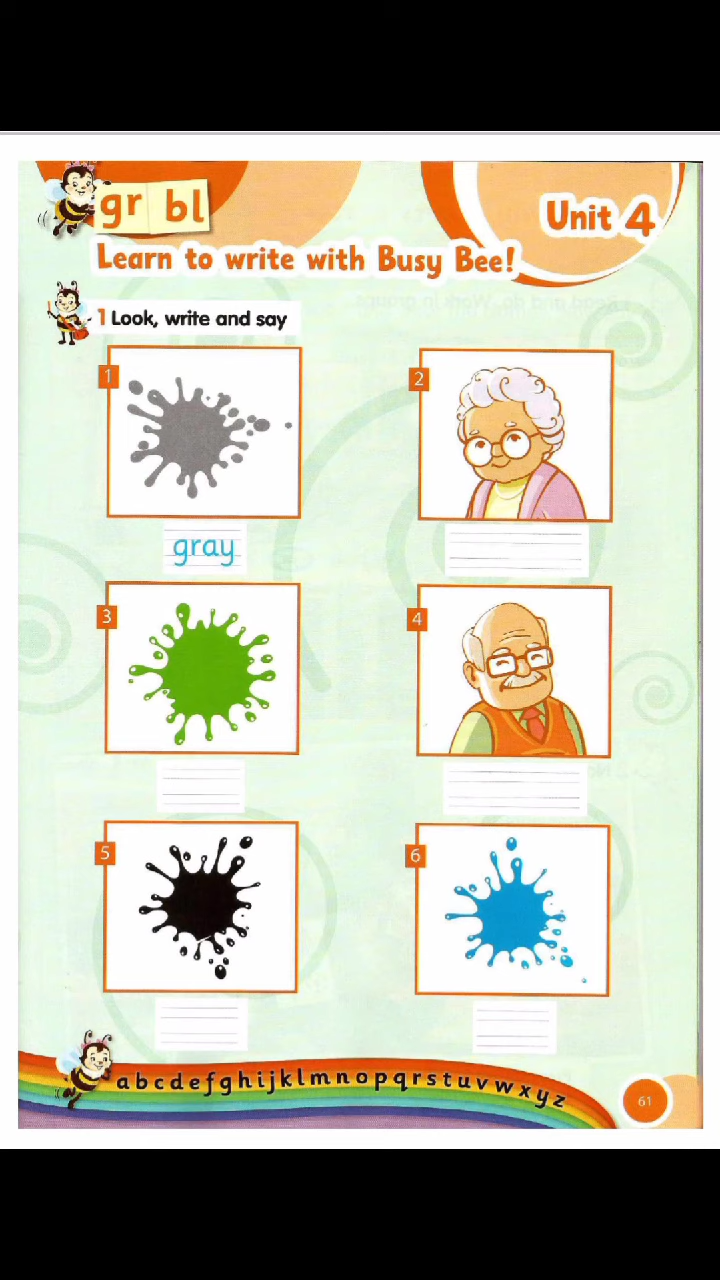 gr bl
Unit 4
Learn to write with Busy Bee!
1 Look, write and say
1
2
gray
3
4
5
6
a b c d e f g h i j k l m n o p q r s t u v w x y z
61